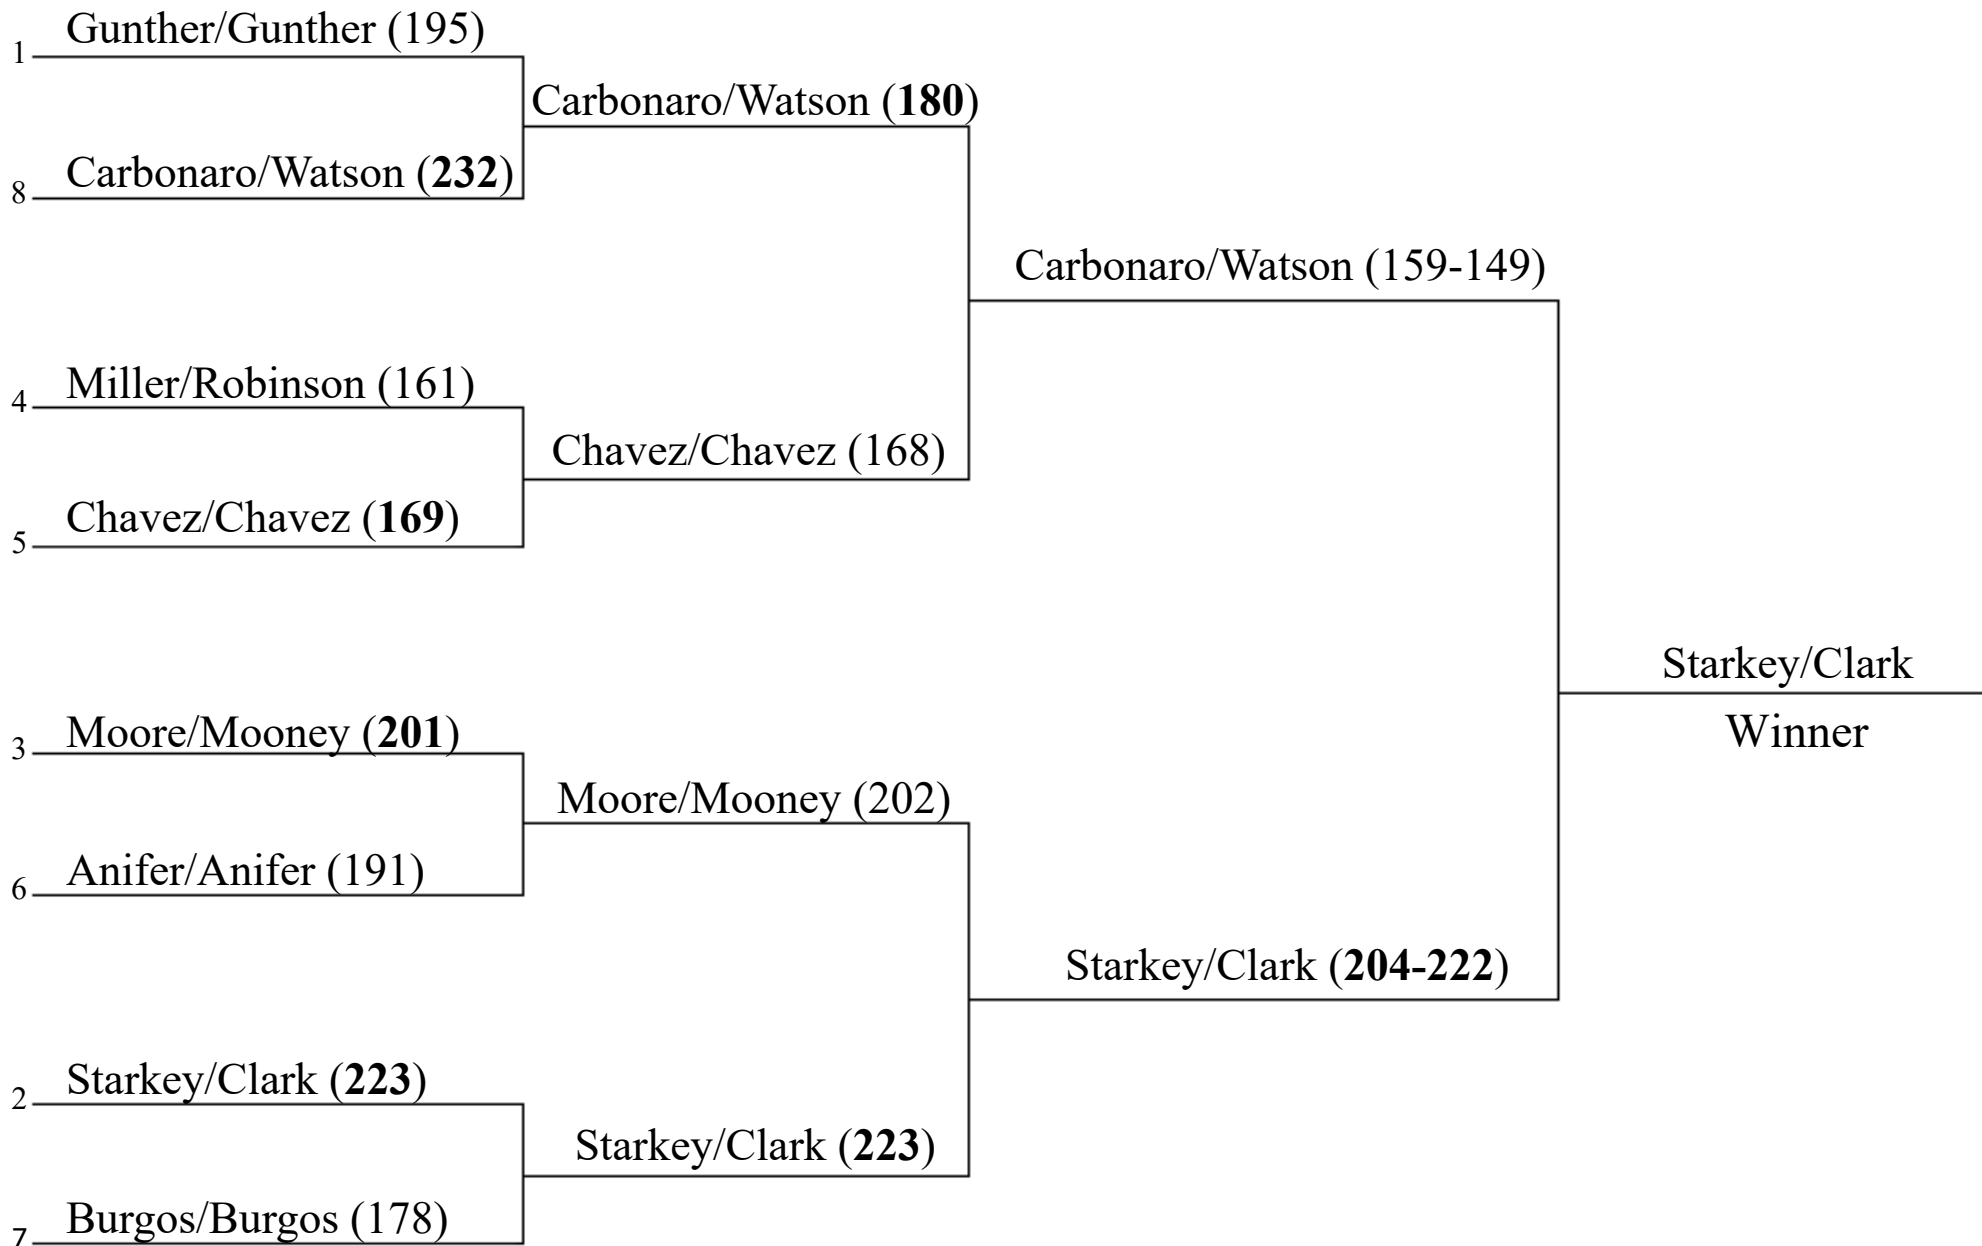 Gunther/Gunther (195)
1
Carbonaro/Watson (180)
Carbonaro/Watson (232)
8
Carbonaro/Watson (159-149)
Miller/Robinson (161)
4
Chavez/Chavez (168)
Chavez/Chavez (169)
5
Starkey/Clark
Winner
Moore/Mooney (201)
3
Moore/Mooney (202)
Anifer/Anifer (191)
6
Starkey/Clark (204-222)
Starkey/Clark (223)
2
Starkey/Clark (223)
Burgos/Burgos (178)
7